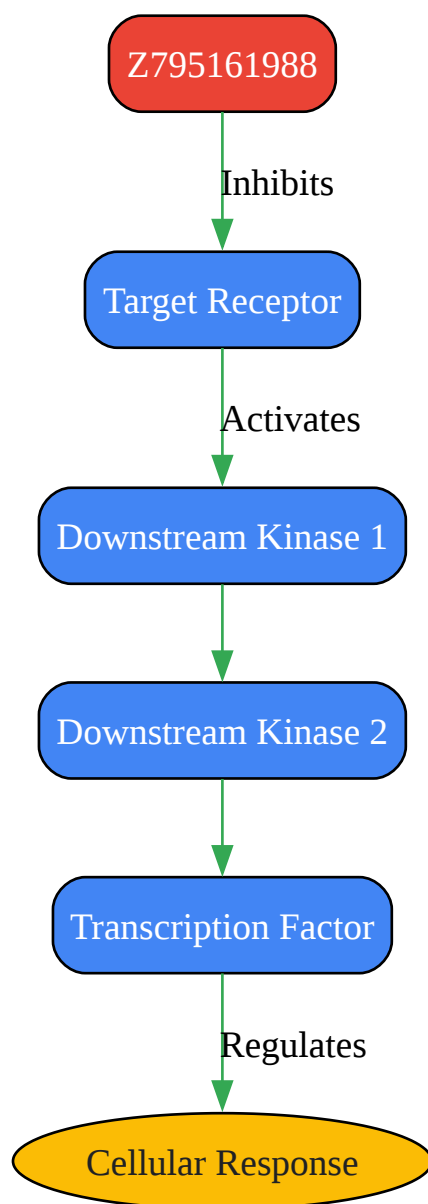 Z795161988
Inhibits
Target Receptor
Activates
Downstream Kinase 1
Downstream Kinase 2
Transcription Factor
Regulates
Cellular Response